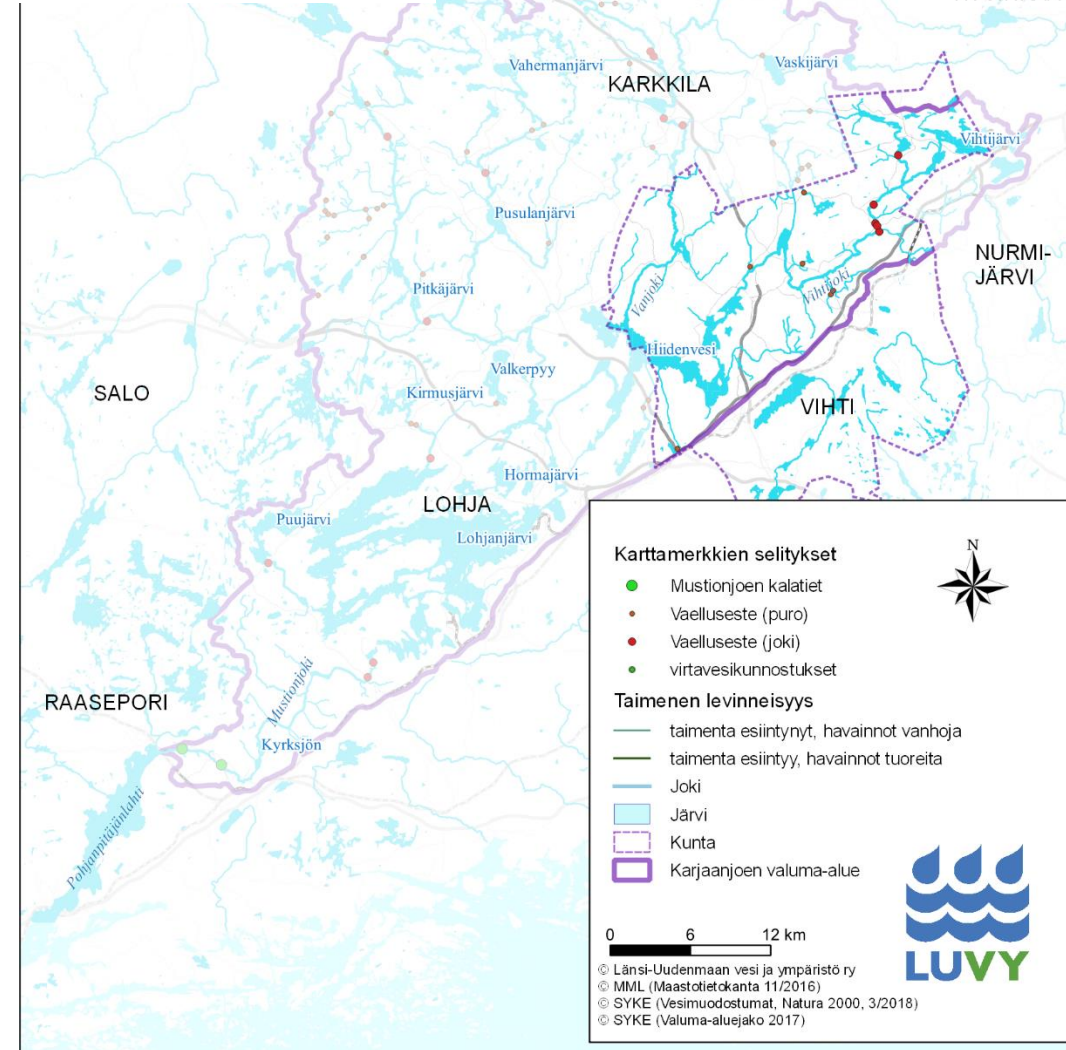 Vahermanjärvi
Vaskijärvi
KARKKILA
Vihtijärvi
Pusulanjärvi
NURMI-
JÄRVI
Pitkäjärvi
Vanjoki
Vihtijoki
Hiidenvesi
Valkerpyy
SALO
Kirmusjärvi
VIHTI
Hormajärvi
LOHJA
Puujärvi
Lohjanjärvi
Mustionjoki
RAASEPORI
Kyrksjön
Pohjanpitäjänlahti
Karttamerkkien selitykset
N
Mustionjoen kalatiet
Vaelluseste (puro)
Vaelluseste (joki)
virtavesikunnostukset
Taimenen levinneisyys
taimenta esiintynyt, havainnot vanhoja
taimenta esiintyy, havainnot tuoreita
Joki
Järvi
Kunta
Karjaanjoen valuma-alue
0 6 12 km
© Länsi-Uudenmaan vesi ja ympäristö ry
© MML (Maastotietokanta 11/2016)
© SYKE (Vesimuodostumat, Natura 2000, 3/2018)
© SYKE (Valuma-aluejako 2017)
LUVY